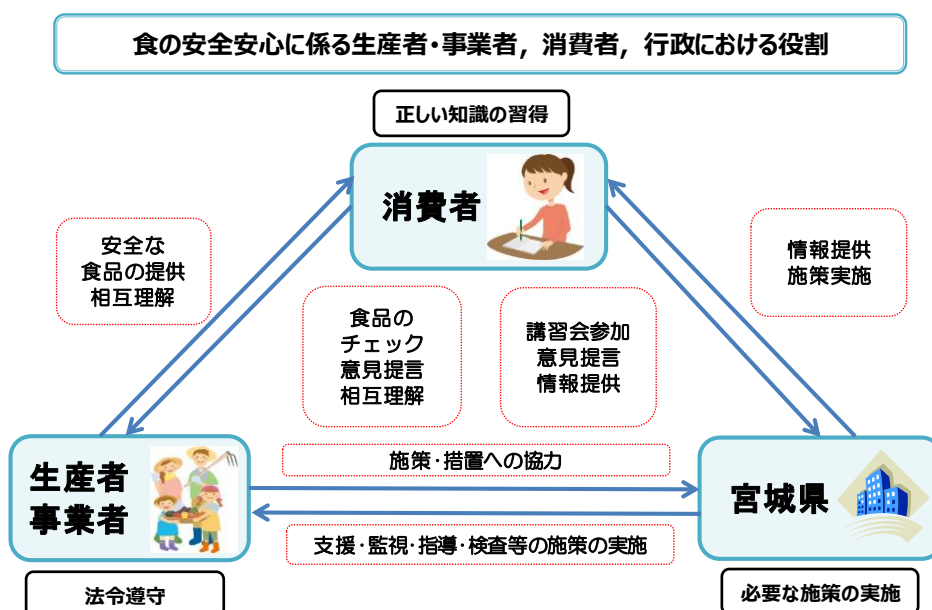 食の安全安心に係る生産者・事業者，消費者，行政における役割
正しい知識の習得
消費者
安全な
食品の提供
相互理解
情報提供
施策実施
食品の
チェック
意見提言
相互理解
講習会参加
意見提言
情報提供
生産者
事業者
施策・措置への協力
宮城県
支援・監視・指導・検査等の施策の実施
法令遵守
必要な施策の実施